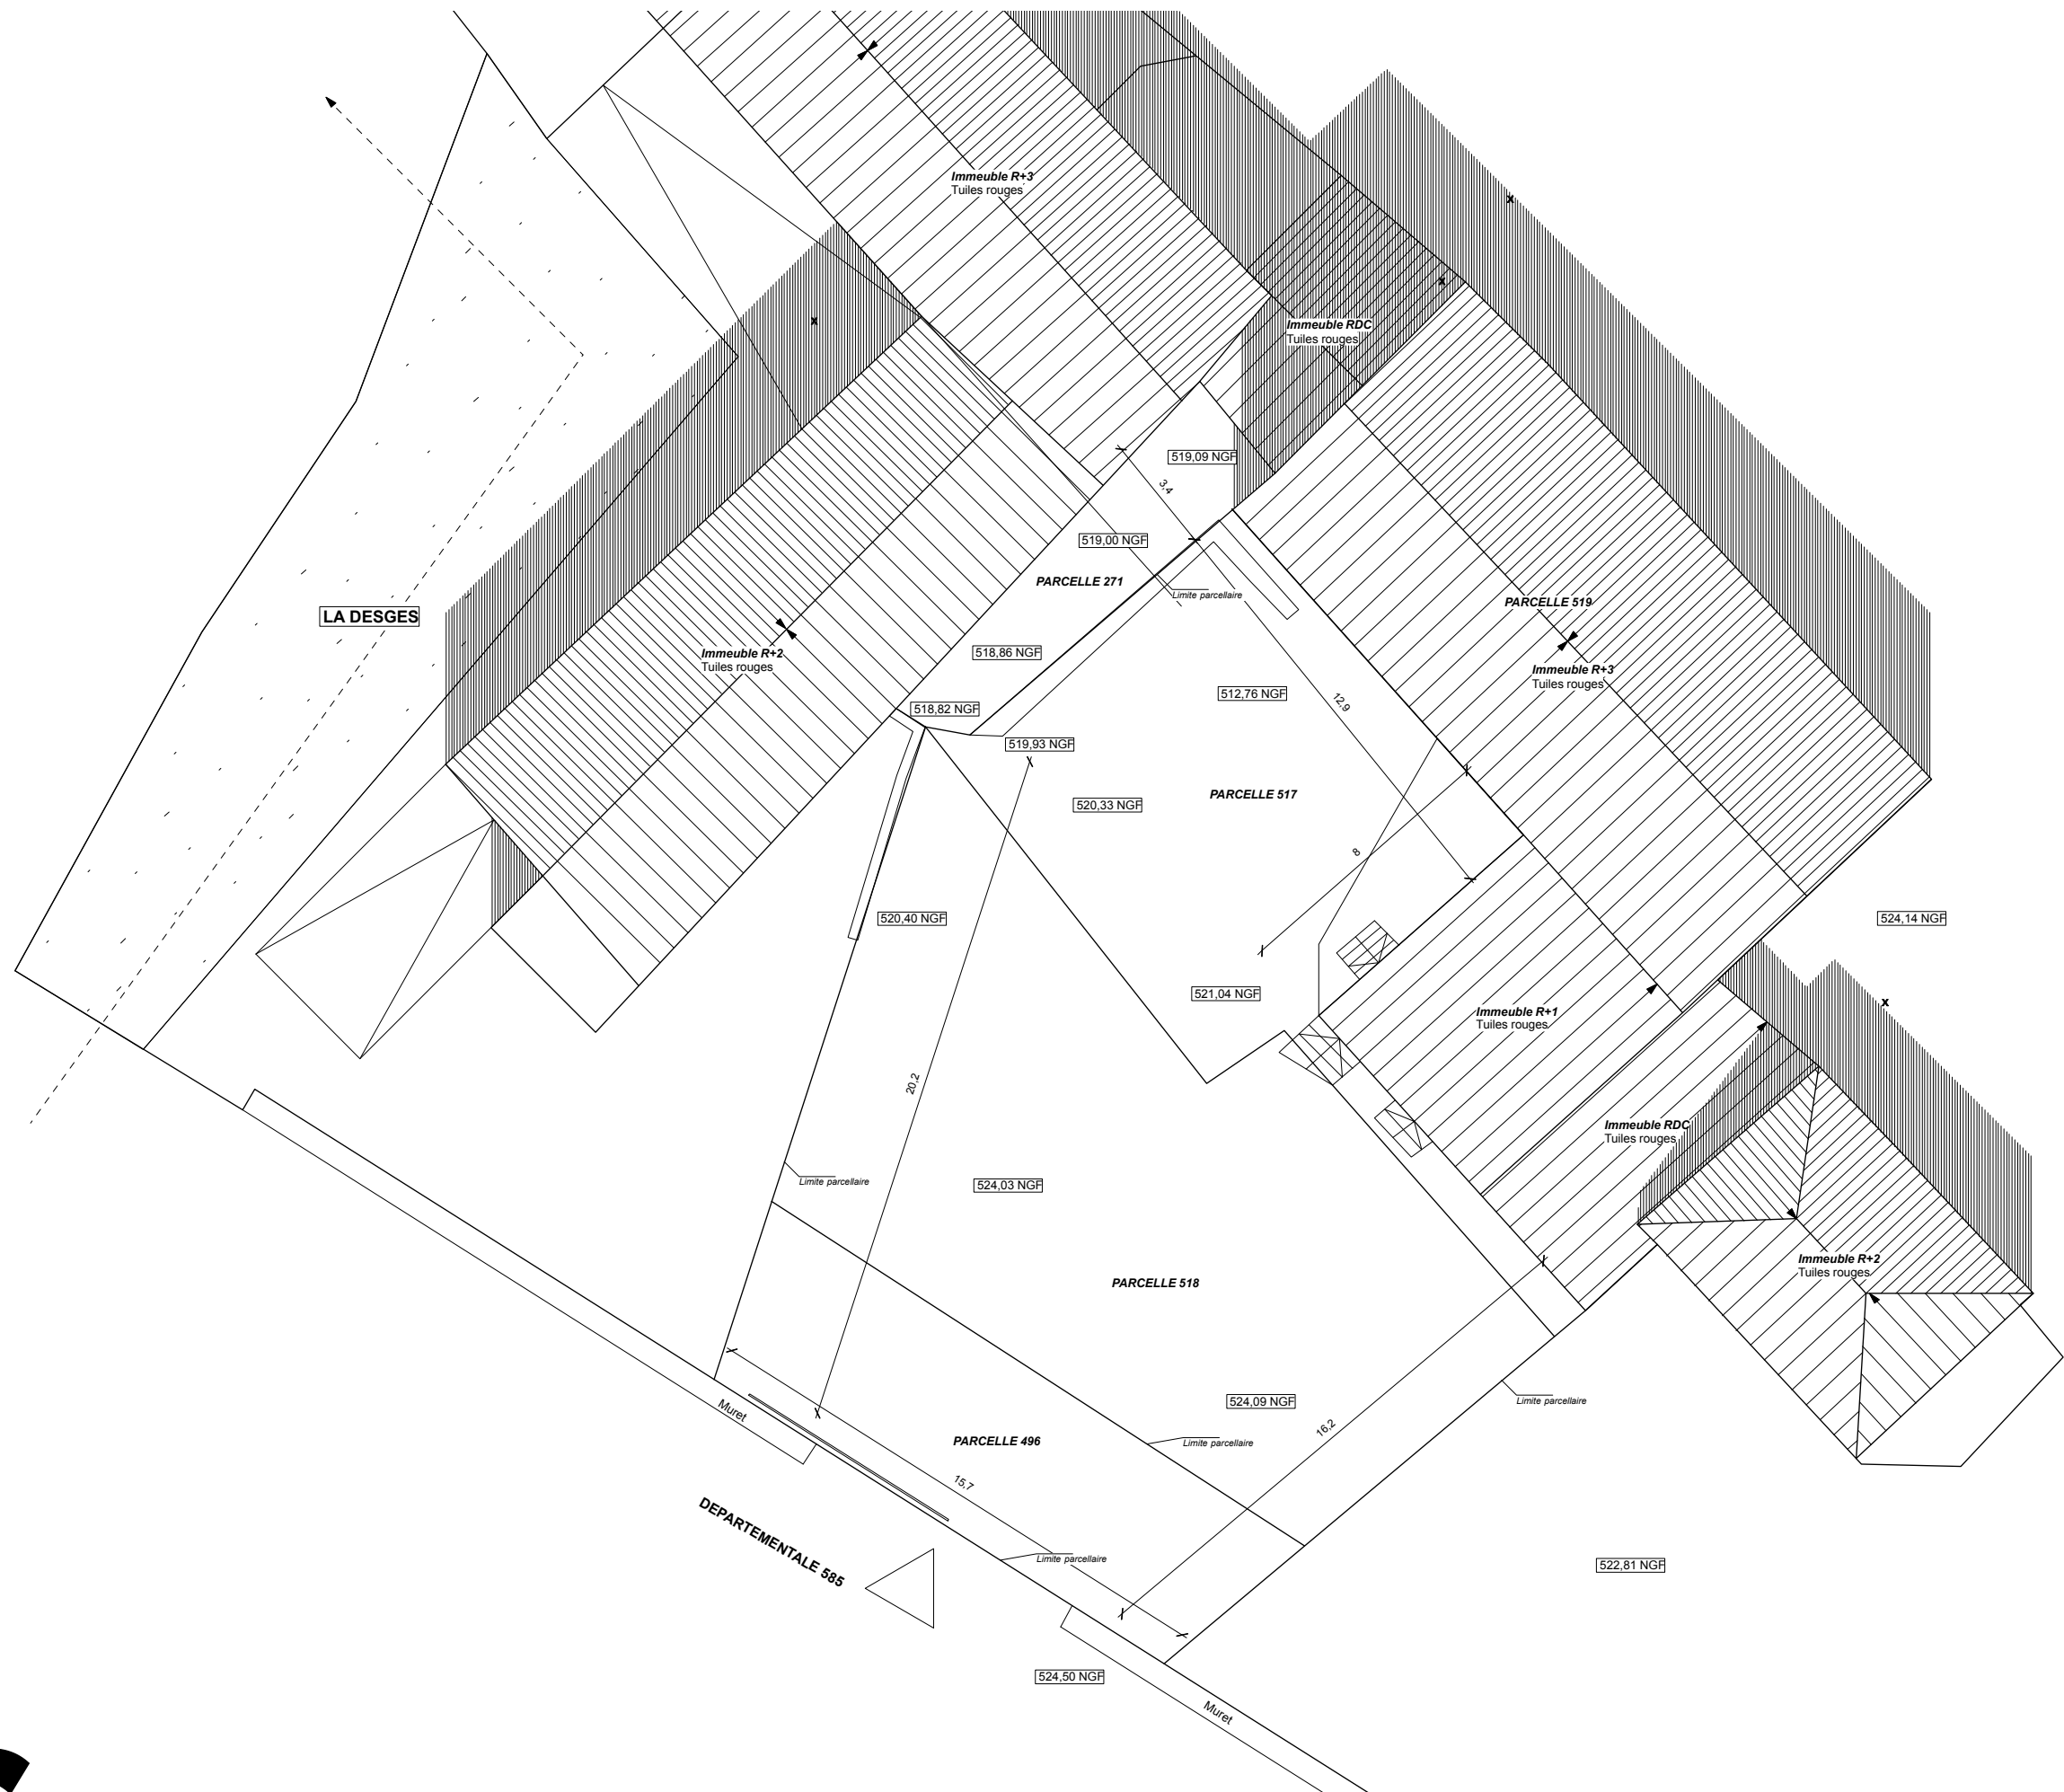 Immeuble R+3
Tuiles rouges
x
x
x
Immeuble RDC
Tuiles rouges
519,09 NGF
3,4
519,00 NGF
PARCELLE 271
Limite parcellaire
PARCELLE 519
LA DESGES
Immeuble R+2
Tuiles rouges
518,86 NGF
Immeuble R+3
Tuiles rouges
512,76 NGF
12,9
518,82 NGF
519,93 NGF
PARCELLE 517
520,33 NGF
8
520,40 NGF
524,14 NGF
521,04 NGF
x
Immeuble R+1
Tuiles rouges
20,2
Immeuble RDC
Tuiles rouges
Limite parcellaire
524,03 NGF
Immeuble R+2
Tuiles rouges
PARCELLE 518
524,09 NGF
Limite parcellaire
Muret
16,2
PARCELLE 496
Limite parcellaire
15,7
DEPARTEMENTALE 585
Limite parcellaire
522,81 NGF
524,50 NGF
Muret